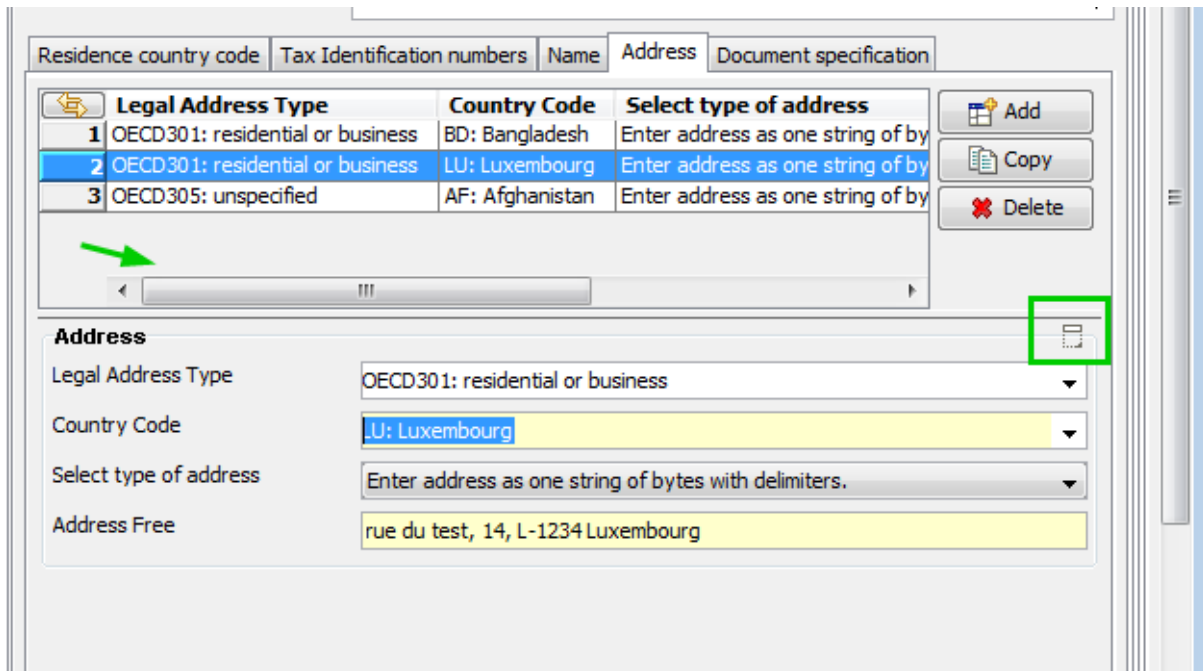 Residence country code Tax Identification numbers Name Address Document specification
Legal Address Type Country Code Select type of address
1 OECD301: residential or business BD: Bangladesh Enter address as one string of by
2 OECD301: residential or business LU: Luxembourg Enter address as one string of by
3 OECD305: unspecified AF: Afghanistan Enter address as one string of by
Add
Copy
Delete
Address
Legal Address Type OECD301: residential or business
Country Code LU: Luxembourg
Select type of address Enter address as one string of bytes with delimiters.
Address Free rue du test, 14, L-1234 Luxembourg